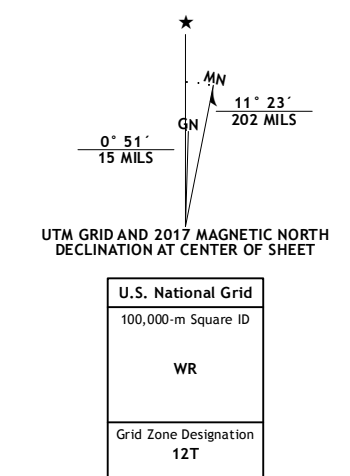 ★
MN
11° 23´
202 MILS
GN
0° 51´
15 MILS
UTM GRID AND 2017 MAGNETIC NORTH
DECLINATION AT CENTER OF SHEET
U.S. National Grid
100,000-m Square ID
WR
Grid Zone Designation
12T